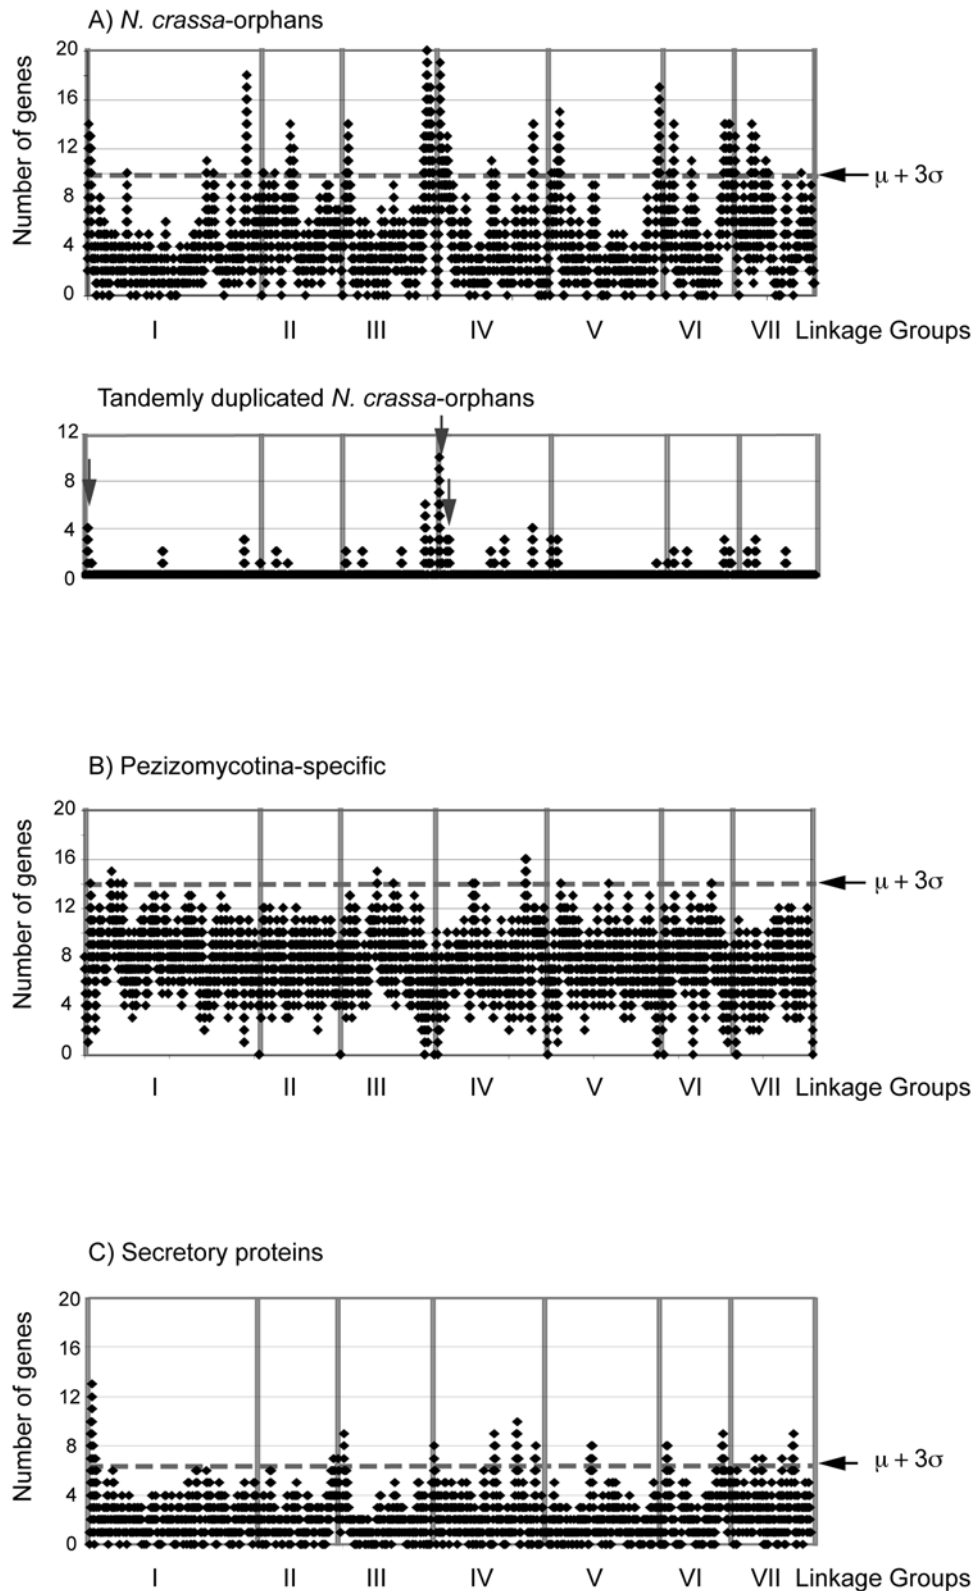 A) N. crassa-orphans
Number of genes
20
16
12
8
4
0
μ + 3σ
I II III IV V VI VII Linkage Groups
Tandemly duplicated N. crassa-orphans
12
8
4
0
B) Pezizomycotina-specific
Number of genes
20
16
12
8
4
0
μ + 3σ
I II III IV V VI VII Linkage Groups
C) Secretory proteins
Number of genes
20
16
12
8
4
0
μ + 3σ
I II III IV V VI VII Linkage Groups